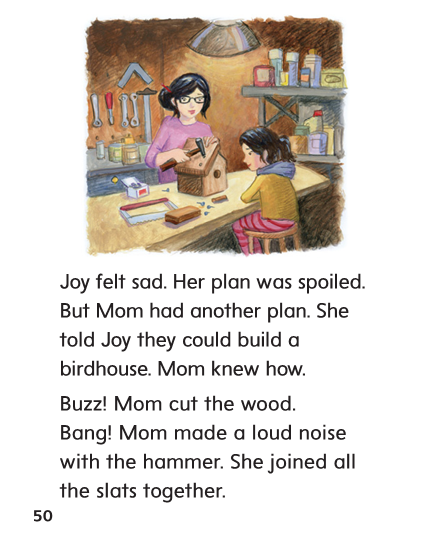 Joy felt sad. Her plan was spoiled.
But Mom had another plan. She
told Joy they could build a
birdhouse. Mom knew how.
Buzz! Mom cut the wood.
Bang! Mom made a loud noise
with the hammer. She joined all
the slats together.
50